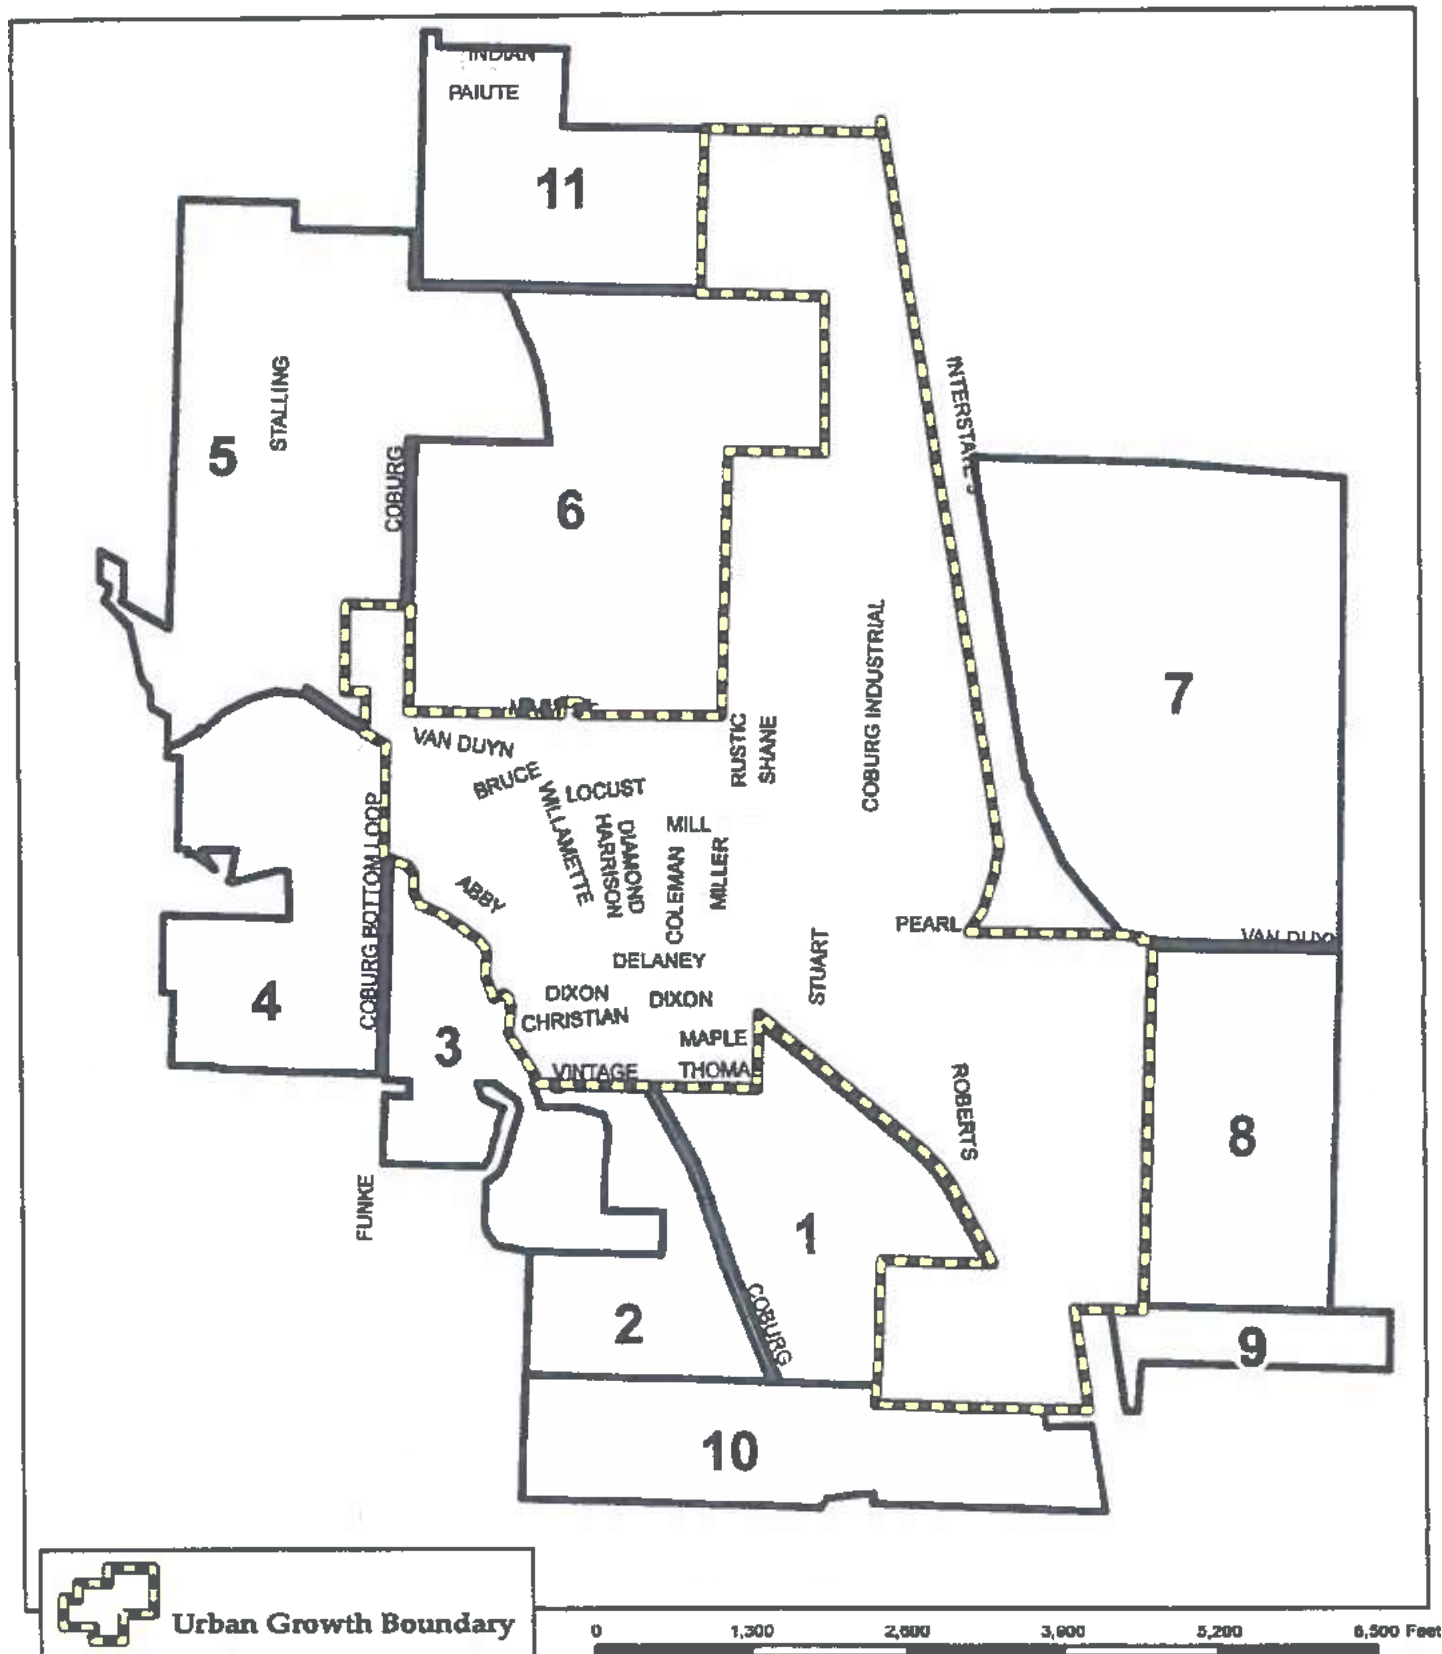 INDIAN
PAIUTE
11
STALLING
5
COBURG
6
INTERSTATE 5
7
COBURG INDUSTRIAL
RUSTIC
SHANE
VAN DUYN
BRUCE
LOCUST
WILLAMETTE
HARRISON
DIAMOND
MILL
COLEMAN
MILLER
ABBY
COBURG BOTTOM LOOP
PEARL
VAN DUYN
STUART
DELANEY
DIXON
DIXON
CHRISTIAN
4
3
MAPLE
VINTAGE
THOMA
ROBERTS
8
FUNKE
1
2
COBURG
9
10
Urban Growth Boundary
0 1,300 2,600 3,900 5,200 6,500 Feet